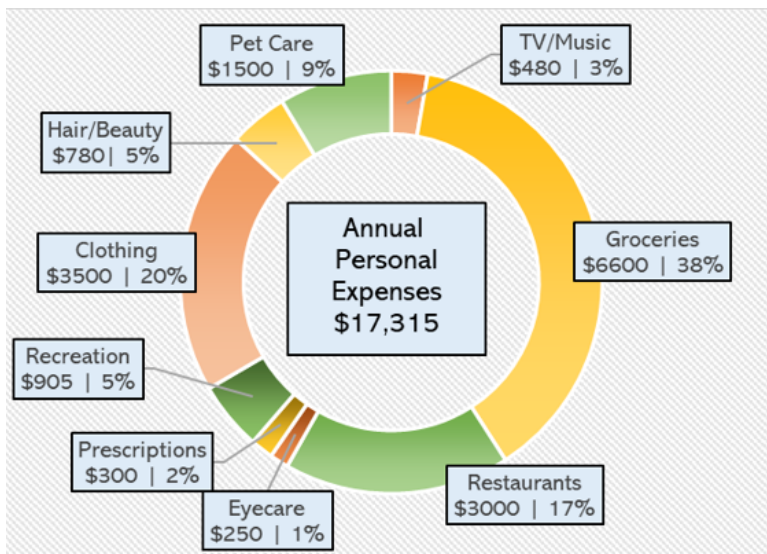 Pet Care
$1500 | 9%
TV/Music
$480 | 3%
Hair/Beauty
$780| 5%
Groceries
$6600 | 38%
Clothing
$3500 | 20%
Annual
Personal
Expenses
$17,315
Recreation
$905 | 5%
Prescriptions
$300 | 2%
Eyecare
$250 | 1%
Restaurants
$3000 | 17%